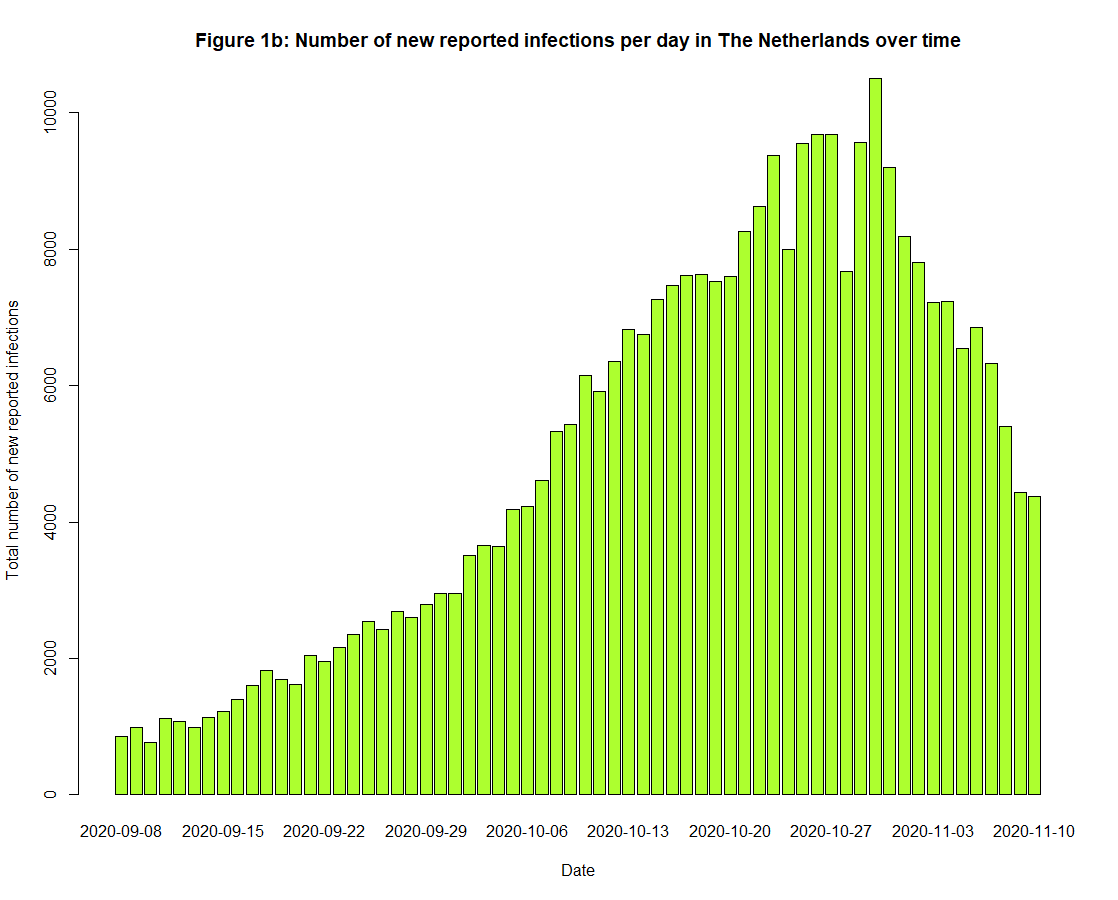 Figure 1b: Number of new reported infections per day in The Netherlands over time
Total number of new reported infections
10000
8000
6000
4000
2000
0
2020-09-08 2020-09-15 2020-09-22 2020-09-29 2020-10-06 2020-10-13 2020-10-20 2020-10-27 2020-11-03 2020-11-10
Date